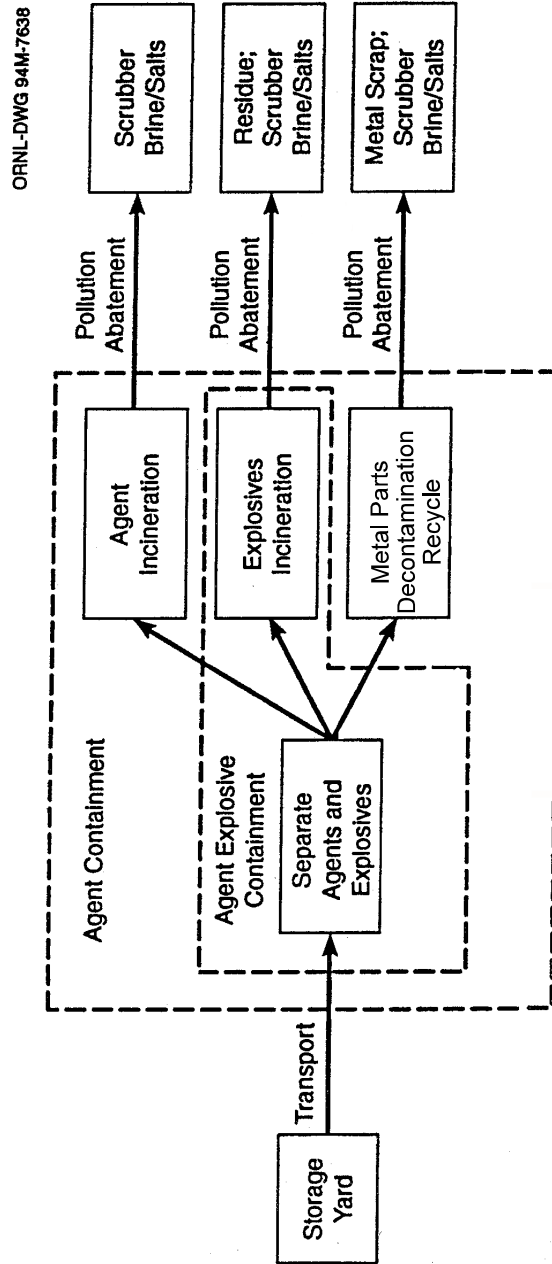 ORNL-DWG 94M-7638
Storage
Yard
Transport
Agent Containment
Agent Explosive
Containment
Separate
Agents and
Explosives
Agent
Incineration
Pollution
Abatement
Scrubber
Brine/Salts
Explosives
Incineration
Pollution
Abatement
Residue;
Scrubber
Brine/Salts
Metal Parts
Decontamination
Recycle
Pollution
Abatement
Metal Scrap;
Scrubber
Brine/Salts